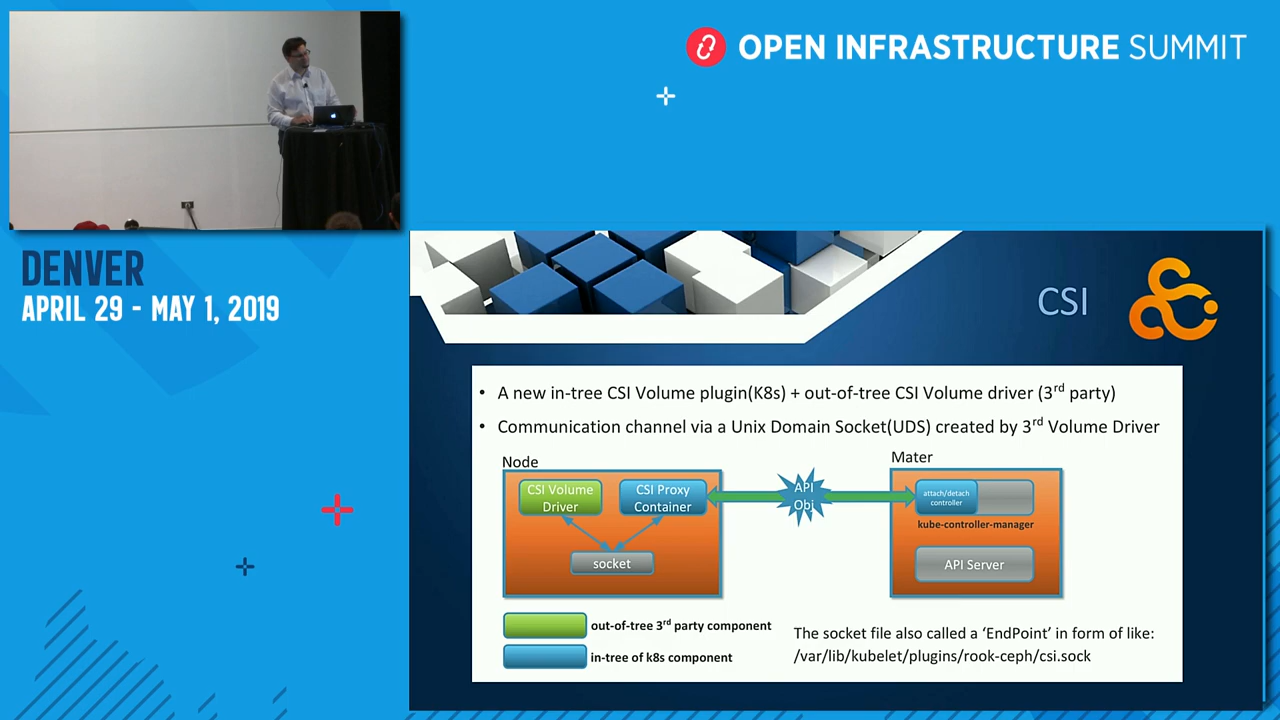 OPEN INFRASTRUCTURE SUMMIT
DENVER
APRIL 29 - MAY 1, 2019
CSI
• A new in-tree CSI Volume plugin(K8s) + out-of-tree CSI Volume driver (3rd party)
• Communication channel via a Unix Domain Socket(UDS) created by 3rd Volume Driver
Node
CSI Volume
Driver
CSI Proxy
Container
socket
API
Obj
Mater
attach/detach
controller
kube-controller-manager
API Server
out-of-tree 3rd party component
in-tree of k8s component
The socket file also called a ‘EndPoint’ in form of like:
/var/lib/kubelet/plugins/rook-ceph/csi.sock